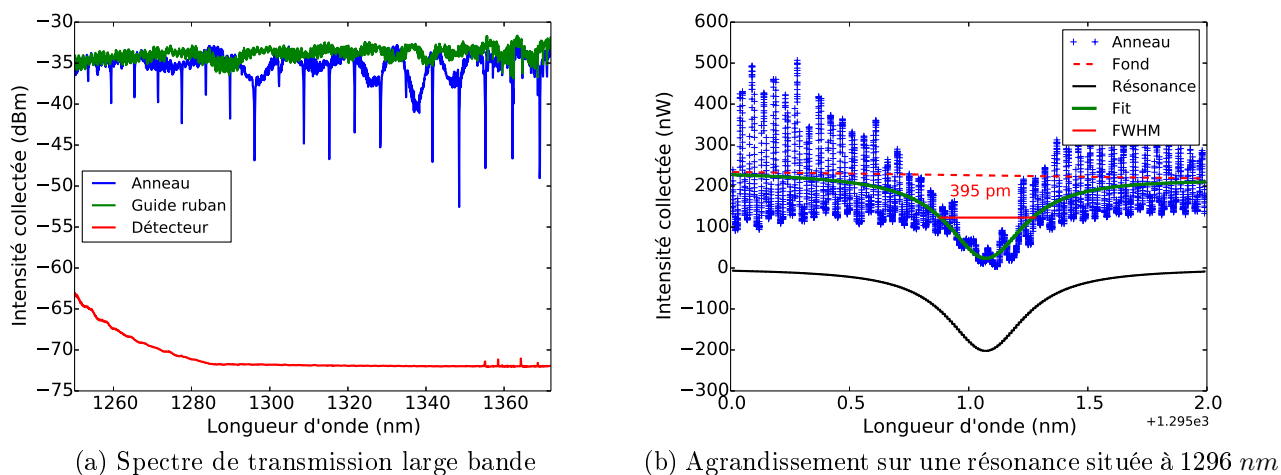 −30
−35
−40
−45
−50
−55
−60
−65
−70
−75
Intensité collectée (dBm)
Anneau
Guide ruban
Détecteur
1260
1280
1300
1320
1340
1360
Longueur d'onde (nm)
(a) Spectre de transmission large bande
600
500
400
300
200
100
0
−100
−200
−300
Intensité collectée (nW)
Anneau
Fond
Résonance
Fit
FWHM
395 pm
0.0
0.5
1.0
1.5
2.0
+1.295e3
Longueur d'onde (nm)
(b) Agrandissement sur une résonance située à 1296 nm